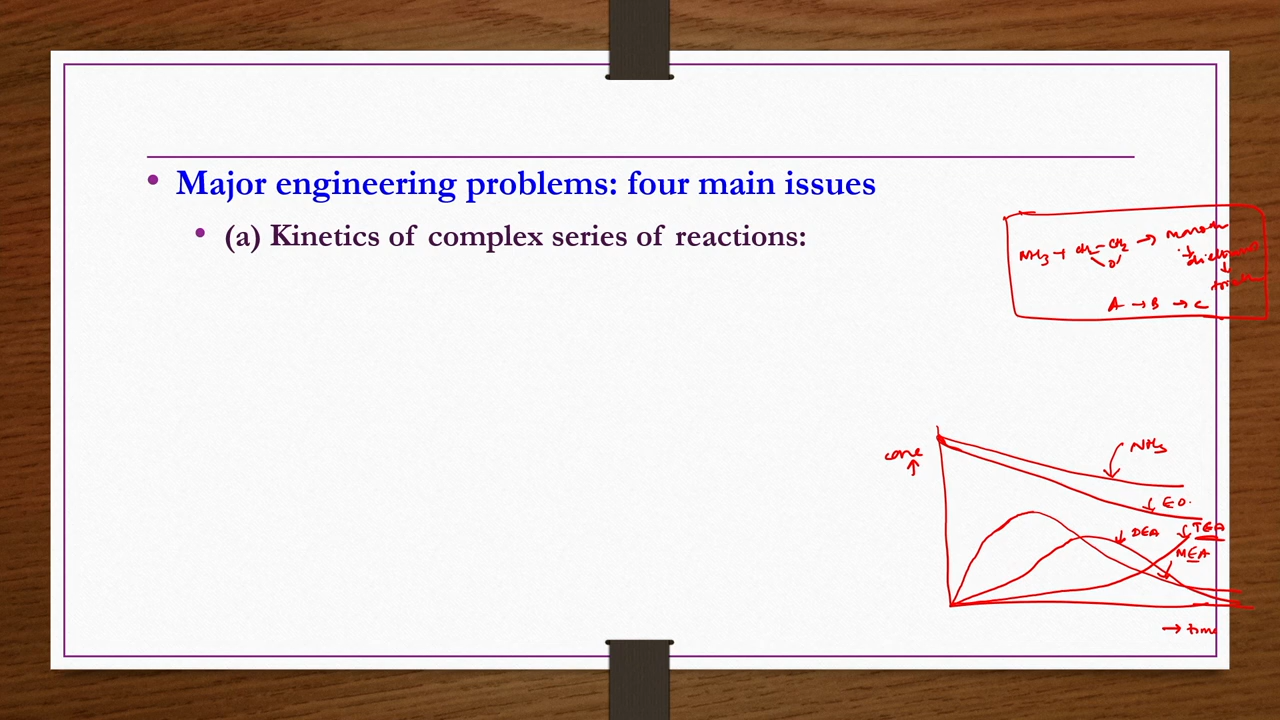 • Major engineering problems: four main issues
• (a) Kinetics of complex series of reactions:
NH3 + CH2-CH2 →
O
A → B → C
conc
NH3
EO.
TEA
DEA
MEA
→ time